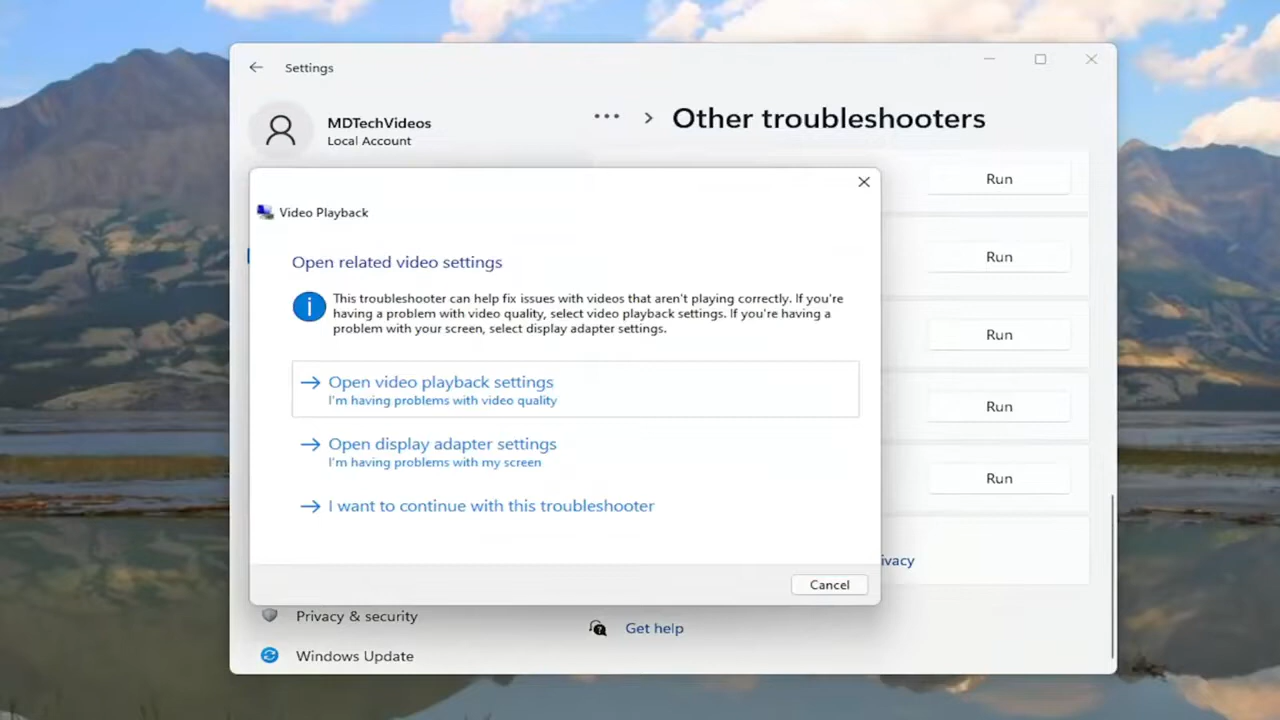 Settings
MDTechVideos
Local Account
••• > Other troubleshooters
Run
Run
Run
Run
Run
Video Playback
Open related video settings
This troubleshooter can help fix issues with videos that aren't playing correctly. If you're
having a problem with video quality, select video playback settings. If you're having a
problem with your screen, select display adapter settings.
Open video playback settings
I'm having problems with video quality
Open display adapter settings
I'm having problems with my screen
I want to continue with this troubleshooter
Cancel
ivacy
Privacy & security
Get help
Windows Update